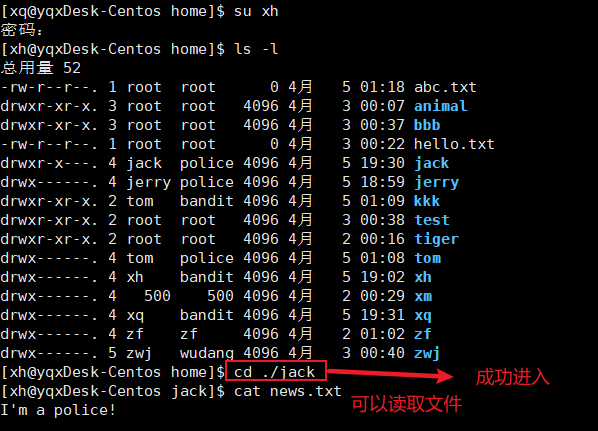 [xq@yqxDesk-Centos home]$ su xh
密码：
[xh@yqxDesk-Centos home]$ ls -l
总用量 52
-rw-r--r--. 1 root  root      0 4月   5 01:18 abc.txt
drwxr-xr-x. 3 root  root   4096 4月   3 00:07 animal
drwxr-xr-x. 3 root  root   4096 4月   3 00:37 bbb
-rw-r--r--. 1 root  root      0 4月   3 00:22 hello.txt
drwxr-x---. 4 jack  police 4096 4月   5 19:30 jack
drwx------. 4 jerry police 4096 4月   5 18:59 jerry
drwxr-xr-x. 2 tom   bandit 4096 4月   5 01:09 kkk
drwxr-xr-x. 2 root  root   4096 4月   3 00:38 test
drwxr-xr-x. 2 root  root   4096 4月   2 00:16 tiger
drwx------. 4 tom   police 4096 4月   5 01:08 tom
drwx------. 4 xh    bandit 4096 4月   5 19:02 xh
drwx------. 4   500    500 4096 4月   2 00:29 xm
drwx------. 4 xq    bandit 4096 4月   5 19:31 xq
drwx------. 4 zf    zf     4096 4月   2 01:02 zf
drwx------. 5 zwj   wudang 4096 4月   3 00:40 zwj
[xh@yqxDesk-Centos home]$ cd ./jack 成功进入
[xh@yqxDesk-Centos jack]$ cat news.txt 可以读取文件
I'm a police!